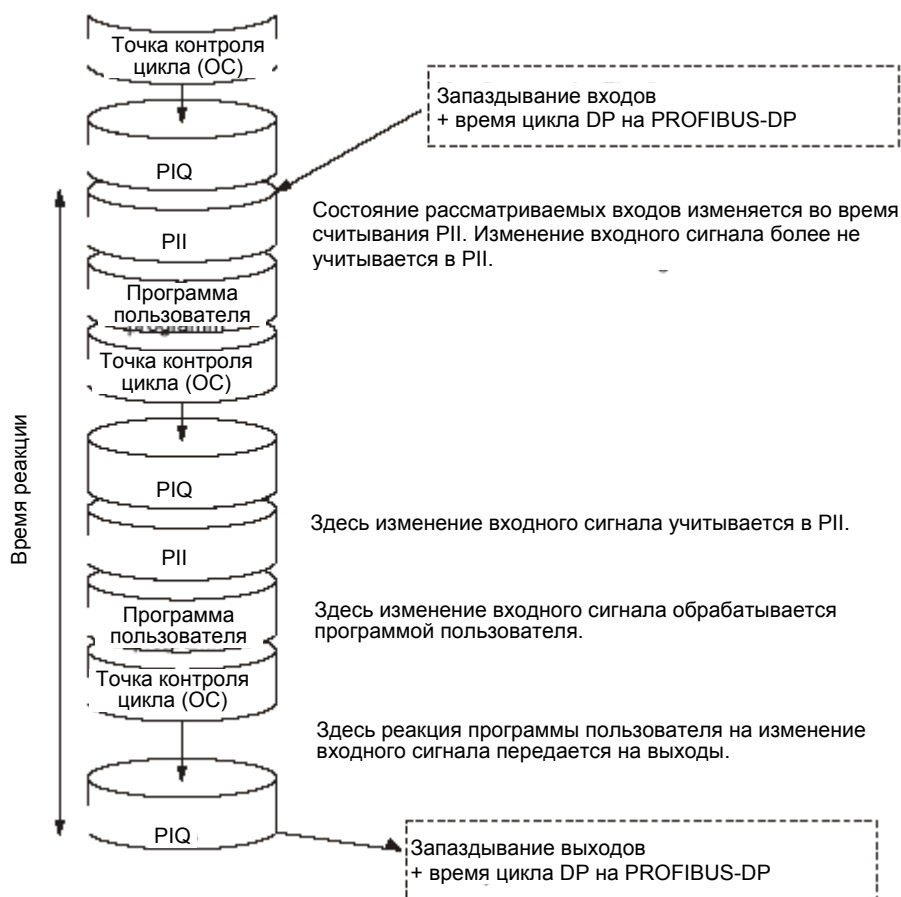 Точка контроля
цикла (ОС)
Запаздывание входов
+ время цикла DP на PROFIBUS-DP
PIQ
Состояние рассматриваемых входов изменяется во время
считывания PII. Изменение входного сигнала более не
учитывается в PII.
PII
Программа
пользователя
Точка контроля
цикла (ОС)
Время реакции
PIQ
Здесь изменение входного сигнала учитывается в PII.
PII
Здесь изменение входного сигнала обрабатывается
программой пользователя.
Программа
пользователя
Точка контроля
цикла (ОС)
Здесь реакция программы пользователя на изменение
входного сигнала передается на выходы.
PIQ
Запаздывание выходов
+ время цикла DP на PROFIBUS-DP